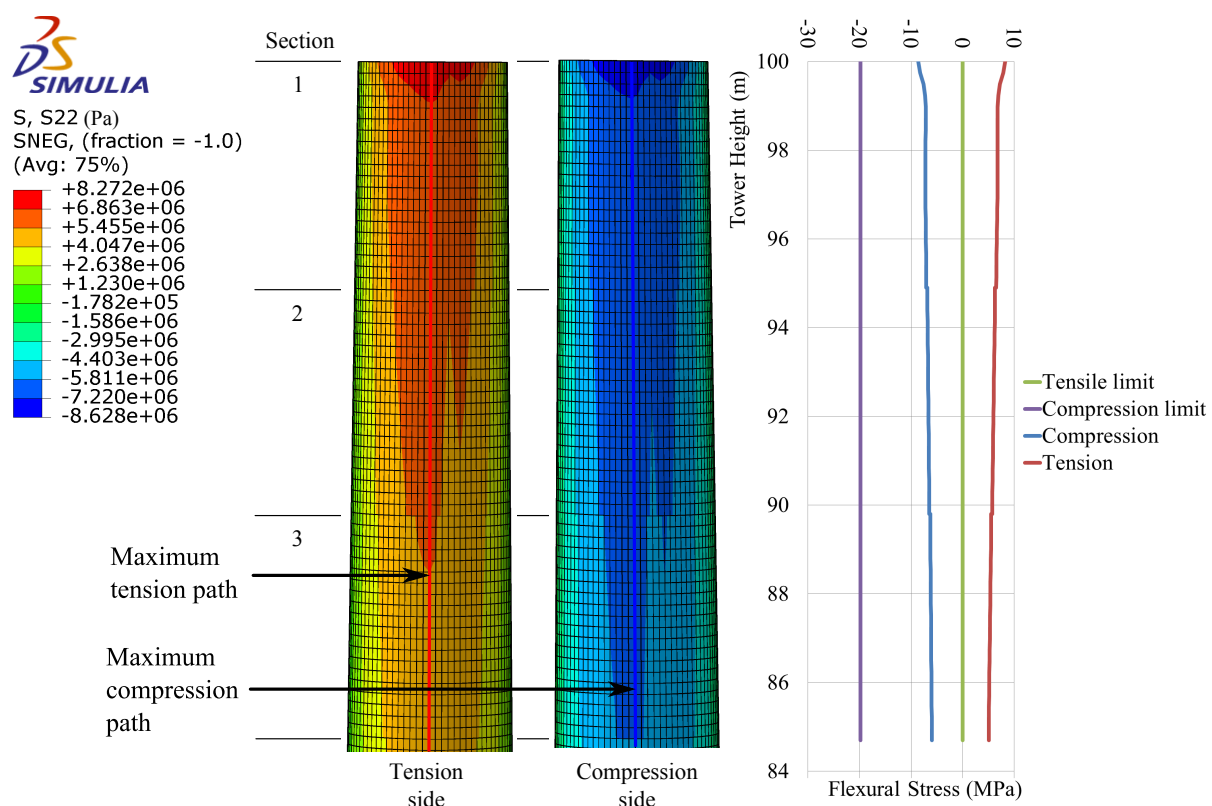 DS
SIMULIA
S, S22 (Pa)
SNEG, (fraction = -1.0)
(Avg: 75%)
+8.272e+06
+6.863e+06
+5.455e+06
+4.047e+06
+2.638e+06
+1.230e+06
-1.782e+05
-1.586e+06
-2.995e+06
-4.403e+06
-5.811e+06
-7.220e+06
-8.628e+06
Section
1
2
3
Maximum
tension path
Maximum
compression
path
Tension
side
Compression
side
-30
-20
-10
0
10
100
98
96
94
92
90
88
86
84
Tower Height (m)
Flexural Stress (MPa)
Tensile limit
Compression limit
Compression
Tension